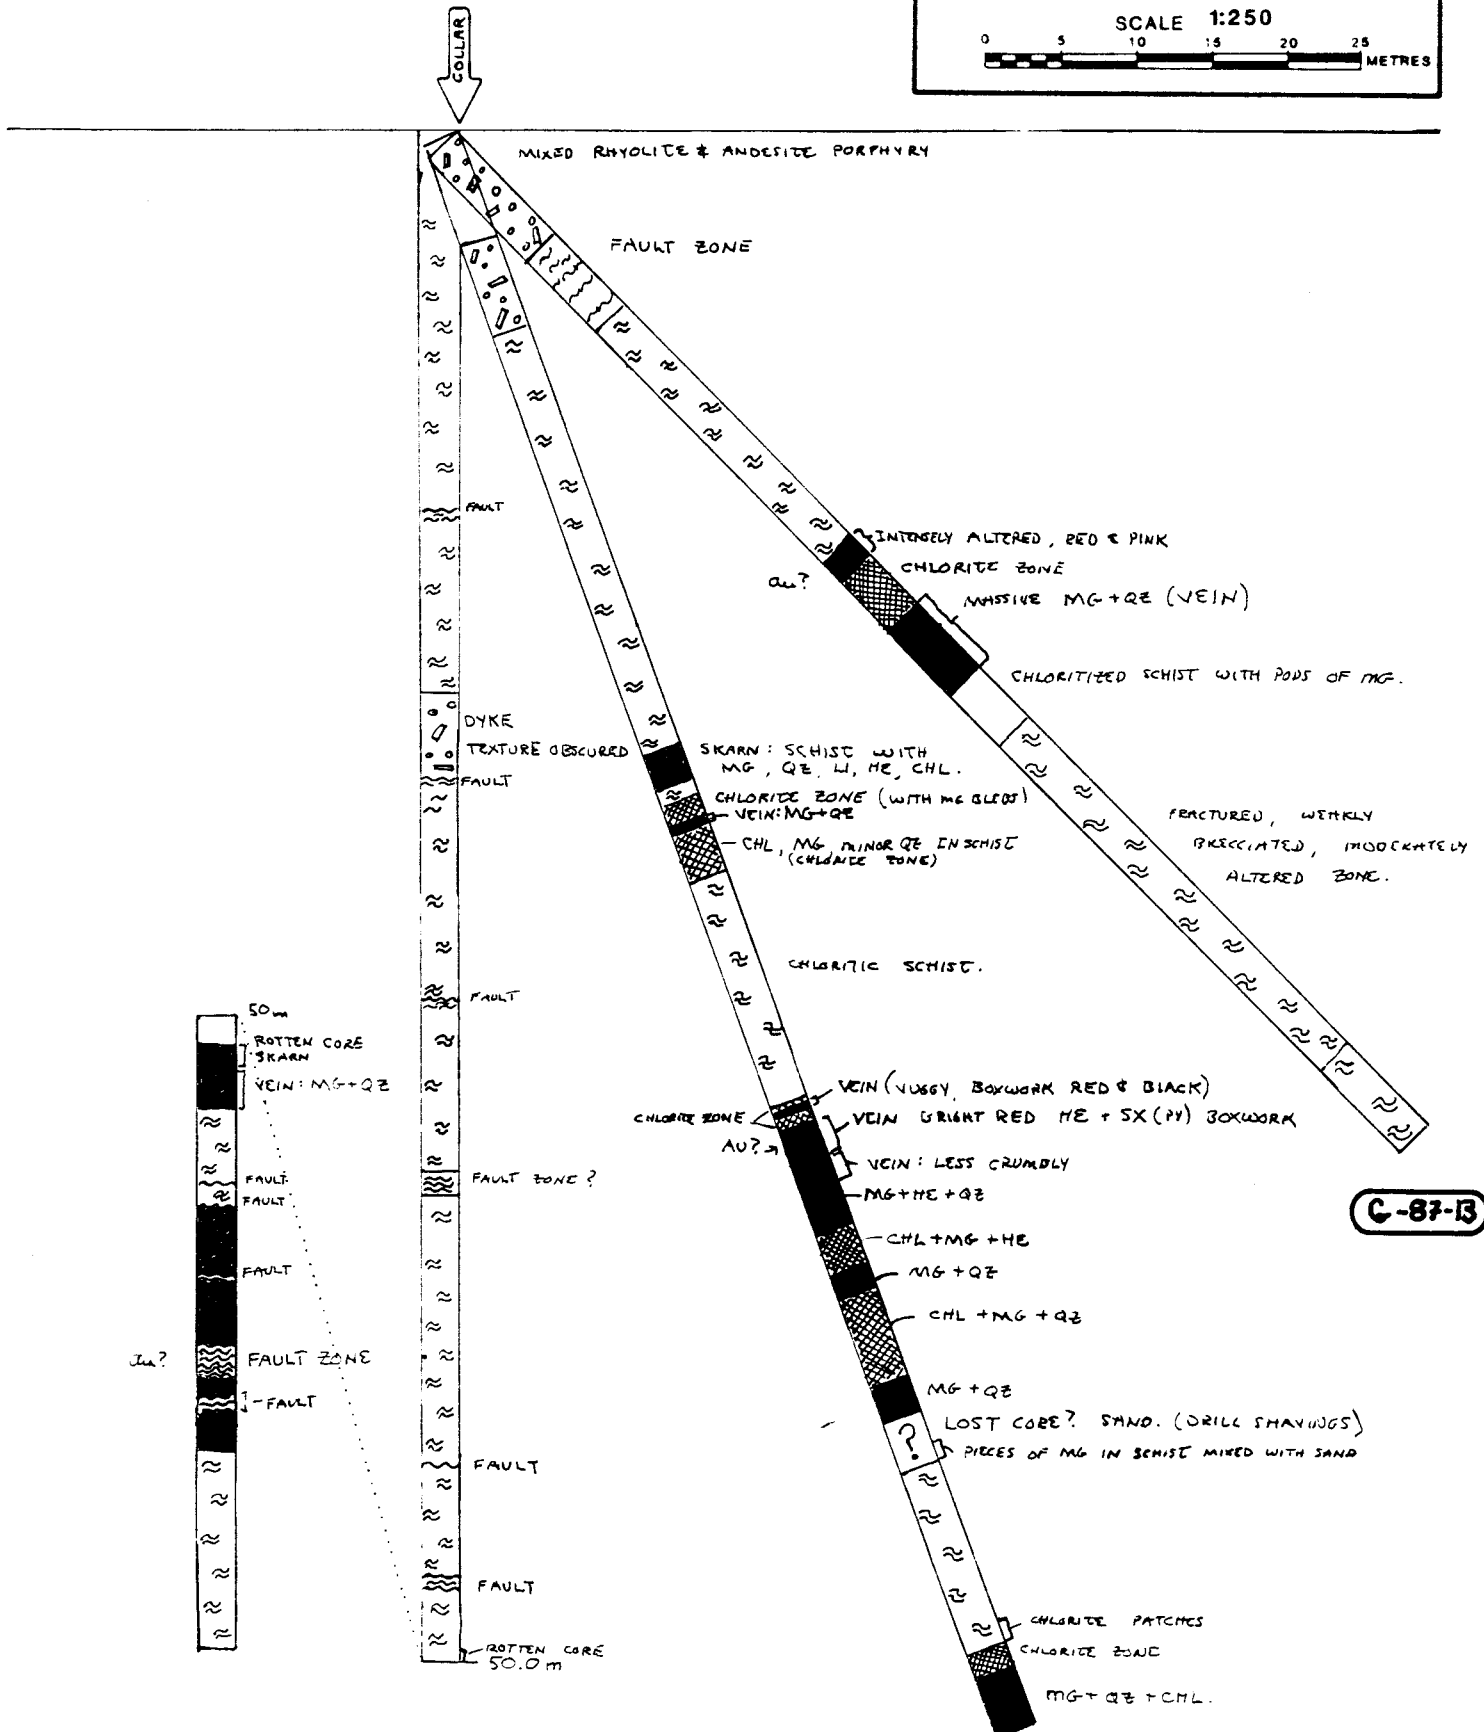 SCALE 1:250
0 5 10 15 20 25
METRES
COLLAR
MIXED RHYOLITE & ANDESITE PORPHYRY
FAULT ZONE
FAULT
INTENSELY ALTERED, RED & PINK
CHLORITE ZONE
au?
MASSIVE MG+QZ (VEIN)
CHLORITIZED SCHIST WITH PODS OF MG.
DYKE
TEXTURE OBSCURED
FAULT
SKARN: SCHIST WITH
MG, QZ, LI, HE, CHL.
CHLORITE ZONE (WITH MG BLEBS)
VEIN: MG+QZ
CHL, MG, MINOR QZ IN SCHIST
(CHLORITE ZONE)
FRACTURED, WEAKLY
BRECCIATED, MODERATELY
ALTERED ZONE.
CHLORITIC SCHIST.
FAULT
50m
ROTTEN CORE
SKARN
VEIN: MG+QZ
VEIN (VUGGY, BOXWORK RED & BLACK)
CHLORITE ZONE
VEIN BRIGHT RED HE + SX (PY) BOXWORK
AU?
VEIN: LESS CRUMBLY
FAULT ZONE?
FAULT
FAULT
MG+HE+QZ
C-87-13
CHL+MG+HE
FAULT
MG+QZ
CHL+MG+QZ
Au?
FAULT ZONE
FAULT
MG+QZ
LOST CORE? SAND. (DRILL SHAVINGS)
?
PIECES OF MG IN SCHIST MIXED WITH SAND
FAULT
FAULT
CHLORITE PATCHES
ROTTEN CORE
50.0m
CHLORITE ZONE
MG+QZ+CHL.